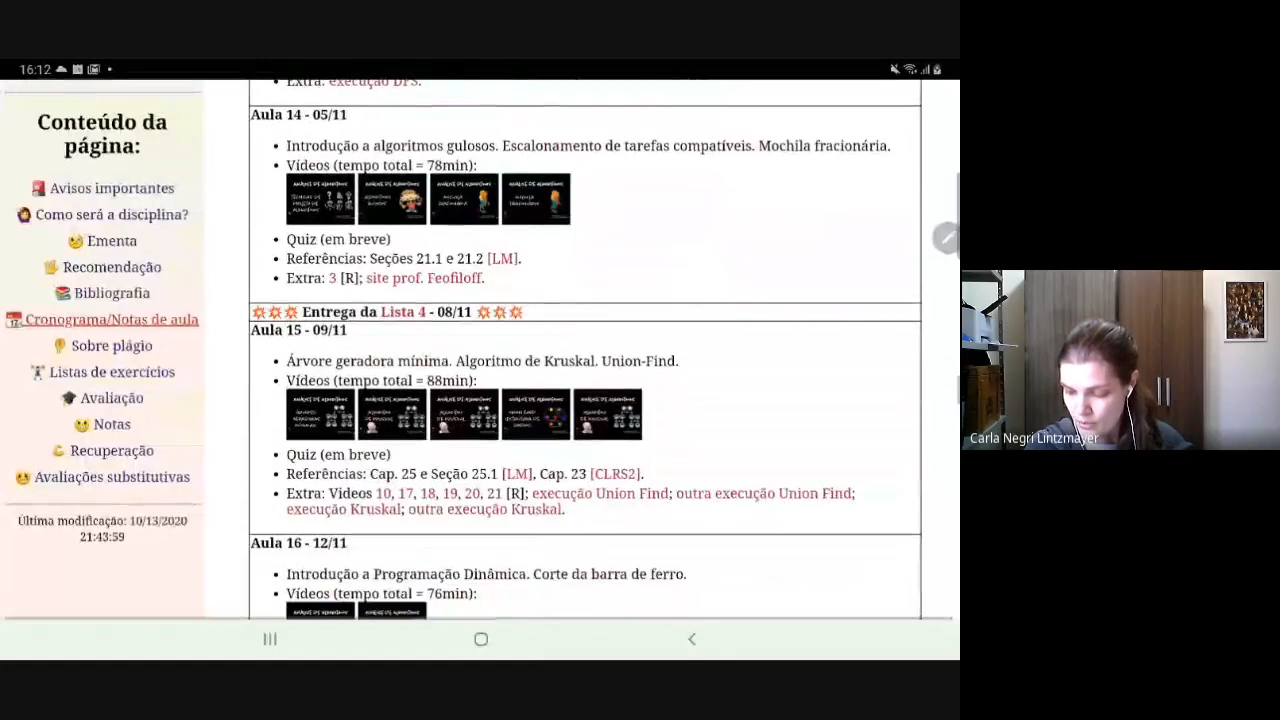 16:12
Extra: execução DFS.
Conteúdo da
página:
Avisos importantes
Como será a disciplina?
Ementa
Recomendação
Bibliografia
Cronograma/Notas de aula
Sobre plágio
Listas de exercícios
Avaliação
Notas
Recuperação
Avaliações substitutivas
Última modificação: 10/13/2020
21:43:59
Aula 14 - 05/11
Introdução a algoritmos gulosos. Escalonamento de tarefas compatíveis. Mochila fracionária.
Vídeos (tempo total = 78min):
Quiz (em breve)
Referências: Seções 21.1 e 21.2 [LM].
Extra: 3 [R]; site prof. Feofiloff.
Entrega da Lista 4 - 08/11
Aula 15 - 09/11
Árvore geradora mínima. Algoritmo de Kruskal. Union-Find.
Vídeos (tempo total = 88min):
Quiz (em breve)
Referências: Cap. 25 e Seção 25.1 [LM], Cap. 23 [CLRS2].
Extra: Videos 10, 17, 18, 19, 20, 21 [R]; execução Union Find; outra execução Union Find;
execução Kruskal; outra execução Kruskal.
Aula 16 - 12/11
Introdução a Programação Dinâmica. Corte da barra de ferro.
Vídeos (tempo total = 76min):
Carla Negri Lintzmayer